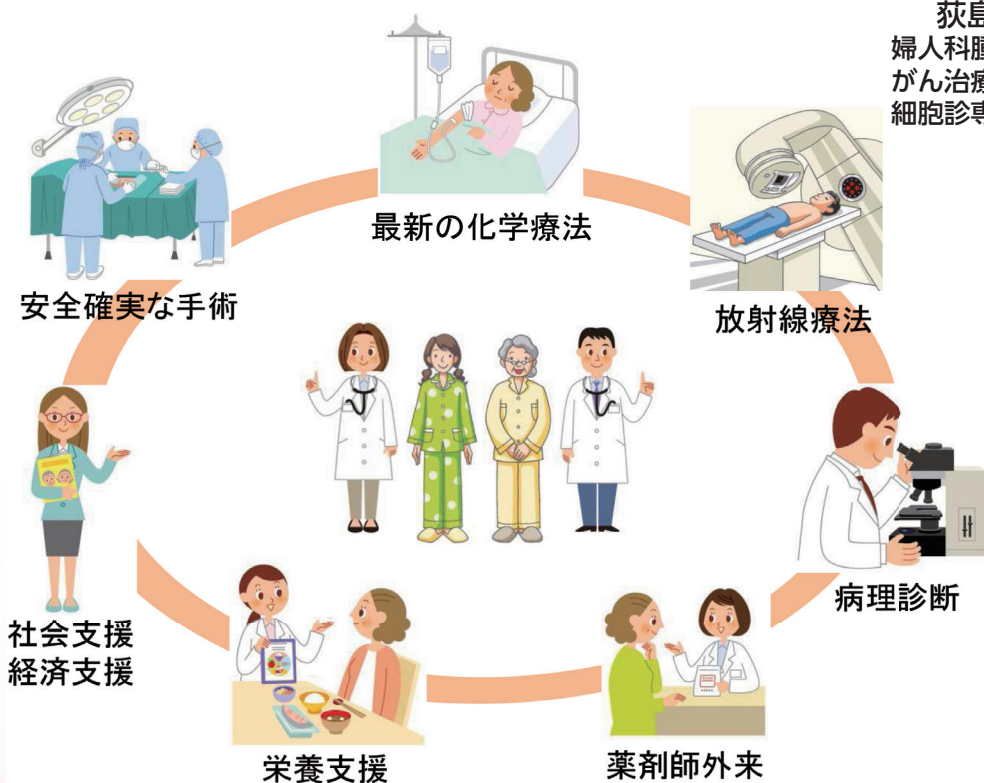 荻島
婦人科腫
がん治療
細胞診専
最新の化学療法
安全確実な手術
放射線療法
病理診断
社会支援
経済支援
栄養支援
薬剤師外来